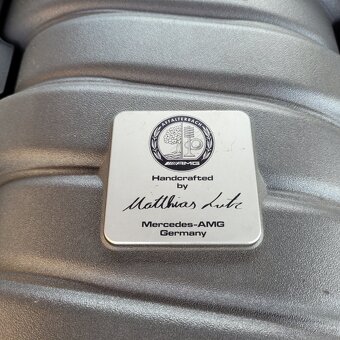 AFFALTERBACH
AMG
Handcrafted
by
Matthias
Mercedes-AMG
Germany